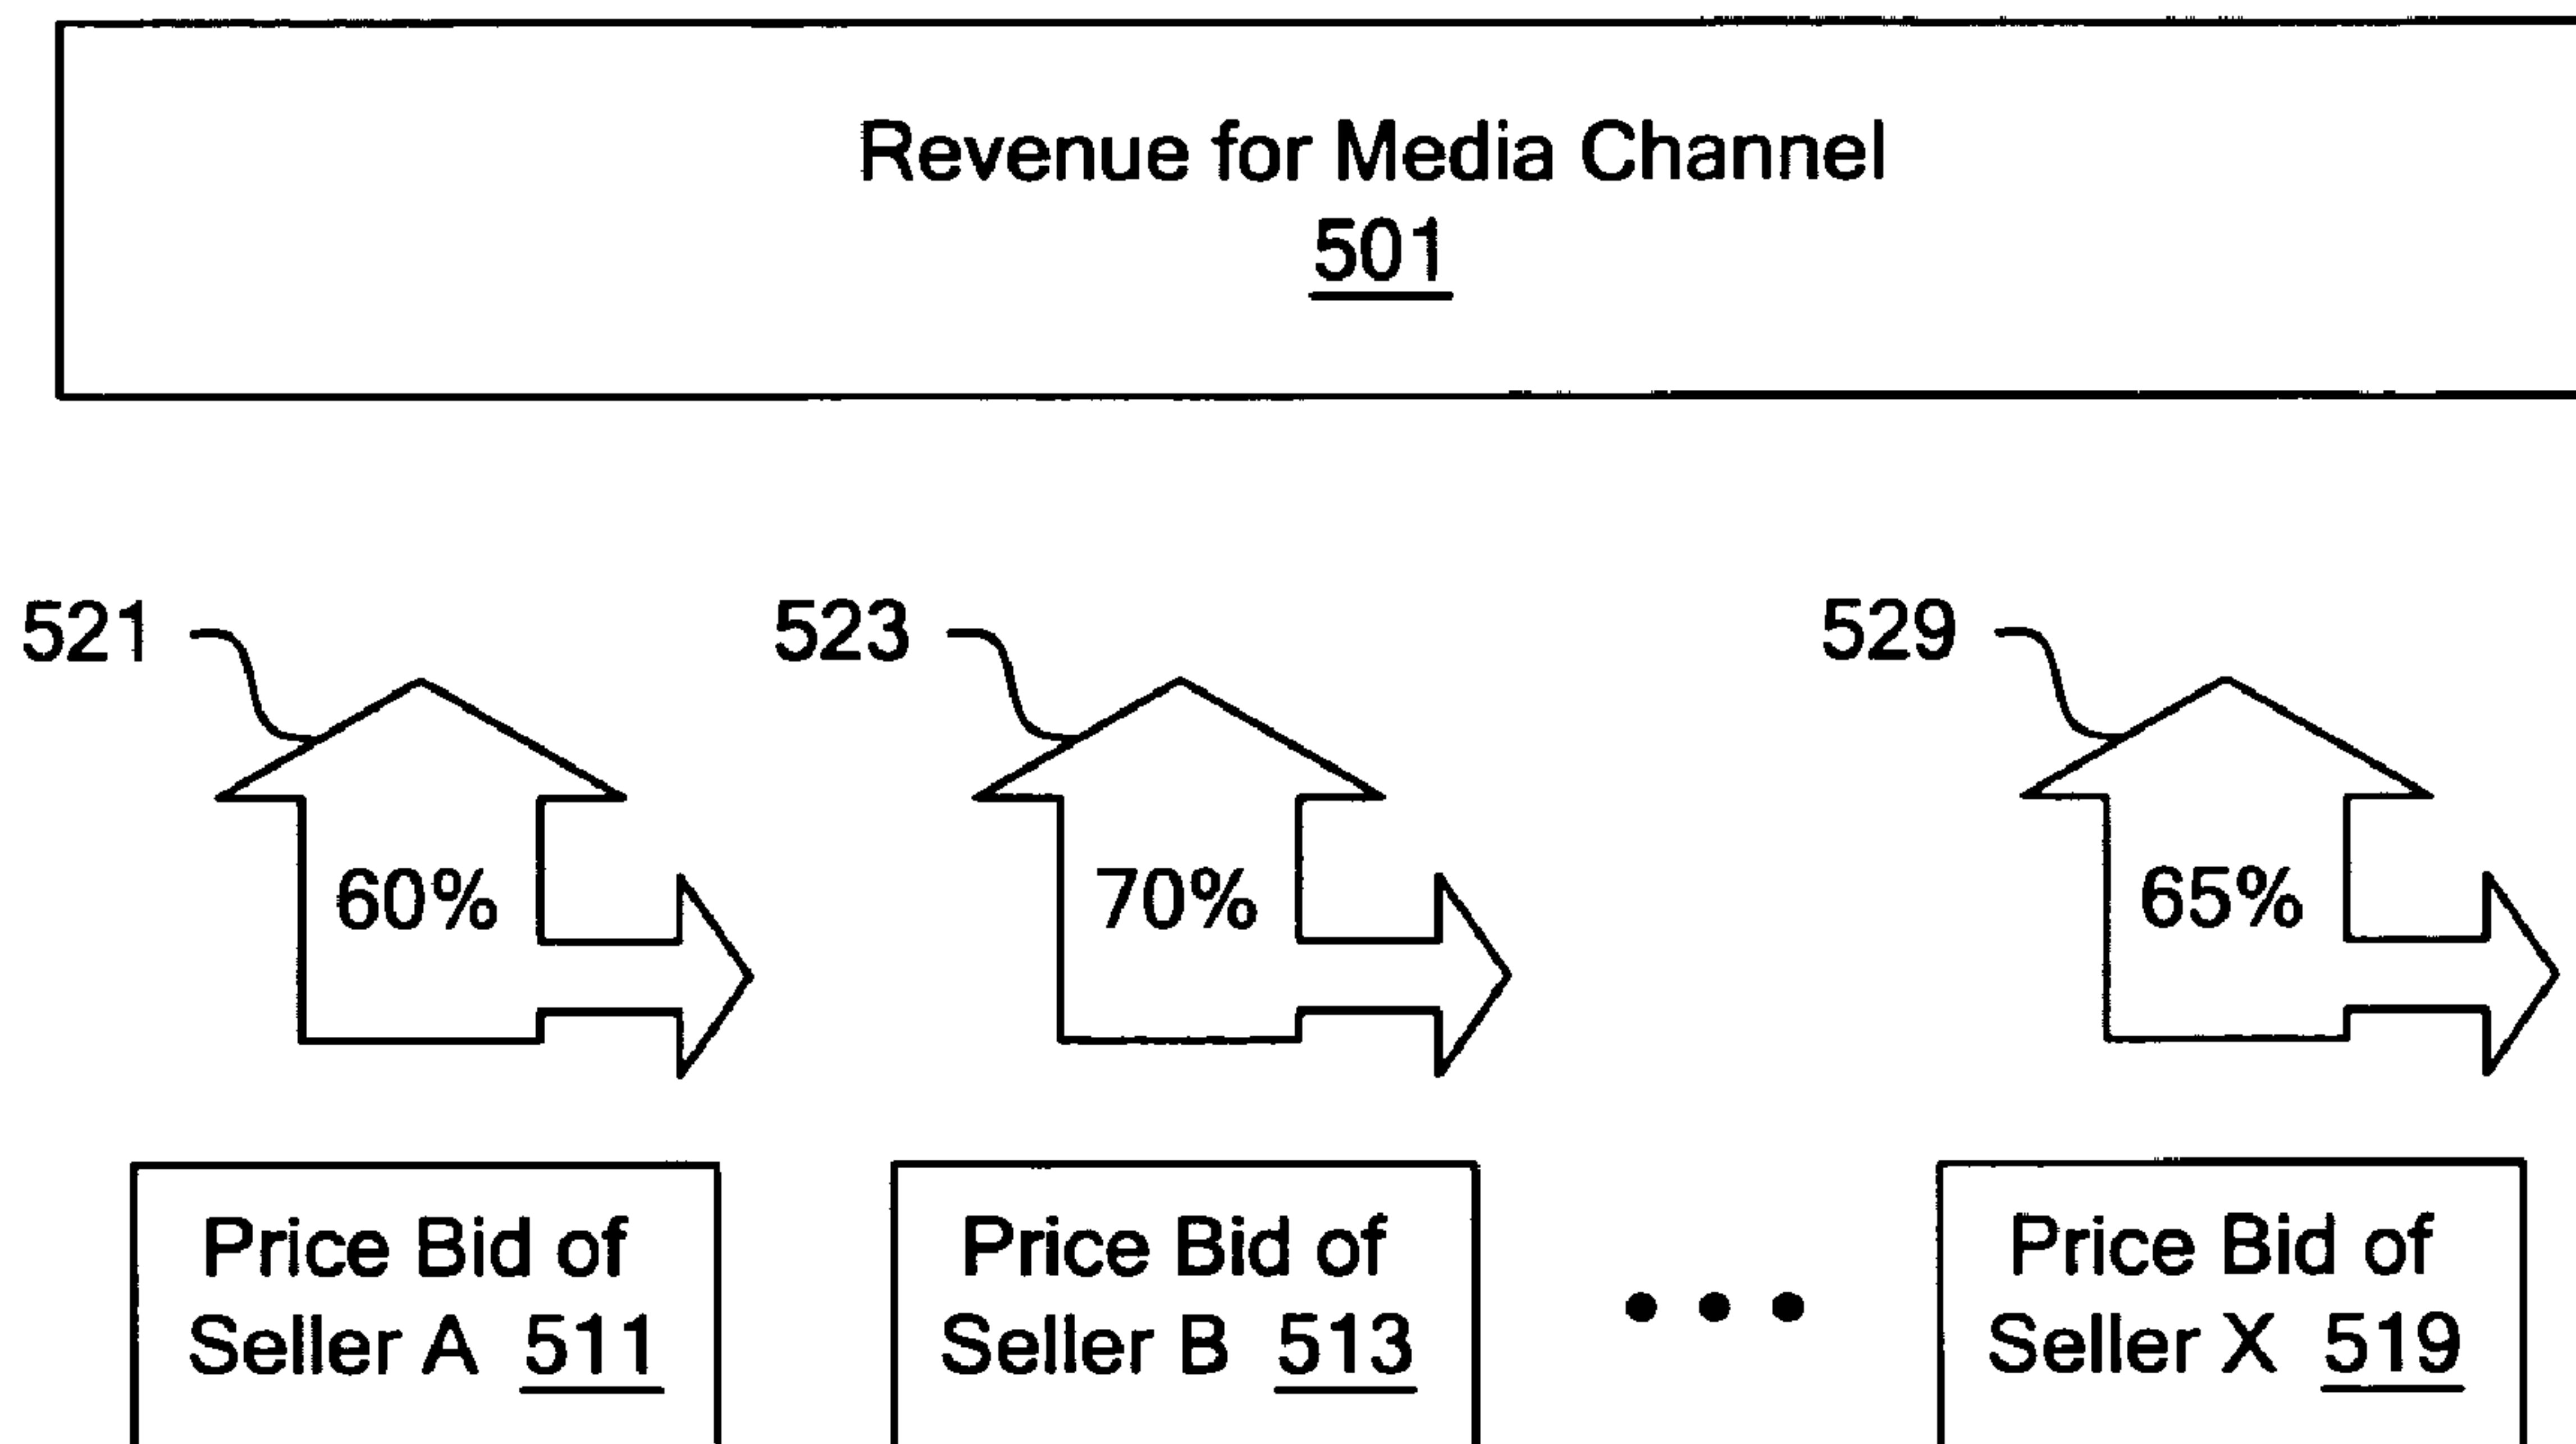 Revenue for Media Channel
501
521
523
529
60%
70%
65%
Price Bid of
Seller A 511
Price Bid of
Seller B 513
Price Bid of
Seller X 519